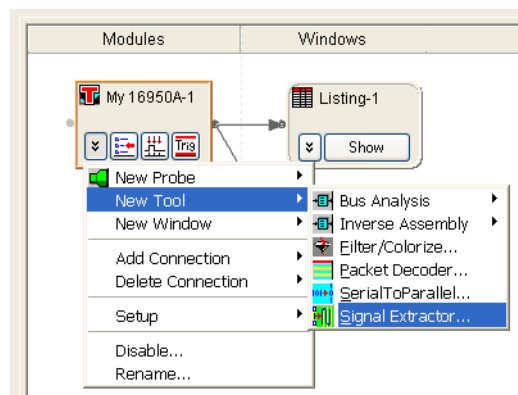 Modules
Windows
My 16950A-1
Listing-1
Trig
Show
New Probe
New Tool
New Window
Add Connection
Delete Connection
Setup
Disable...
Rename...
Bus Analysis
Inverse Assembly
Filter/Colorize...
Packet Decoder...
SerialToParallel...
Signal Extractor...